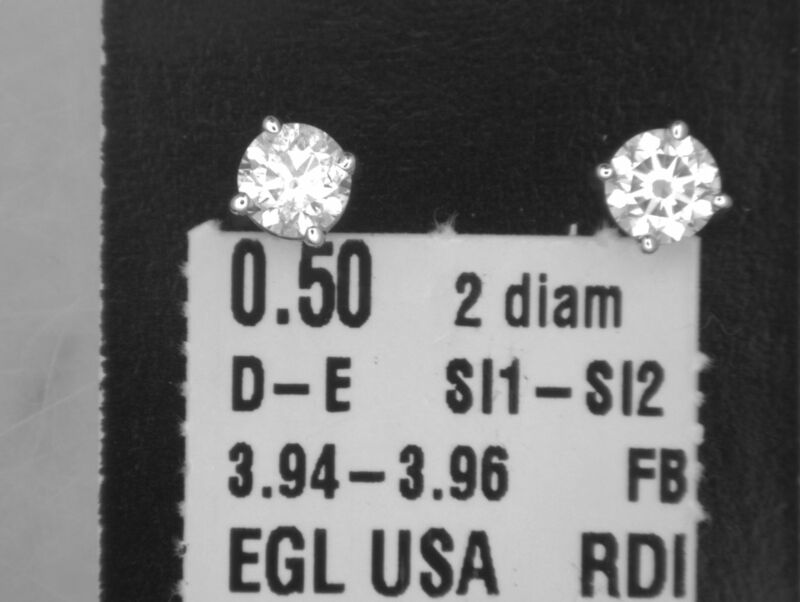 0.50 2 diam
D–E SI1–SI2
3.94–3.96 FB
EGL USA RDI